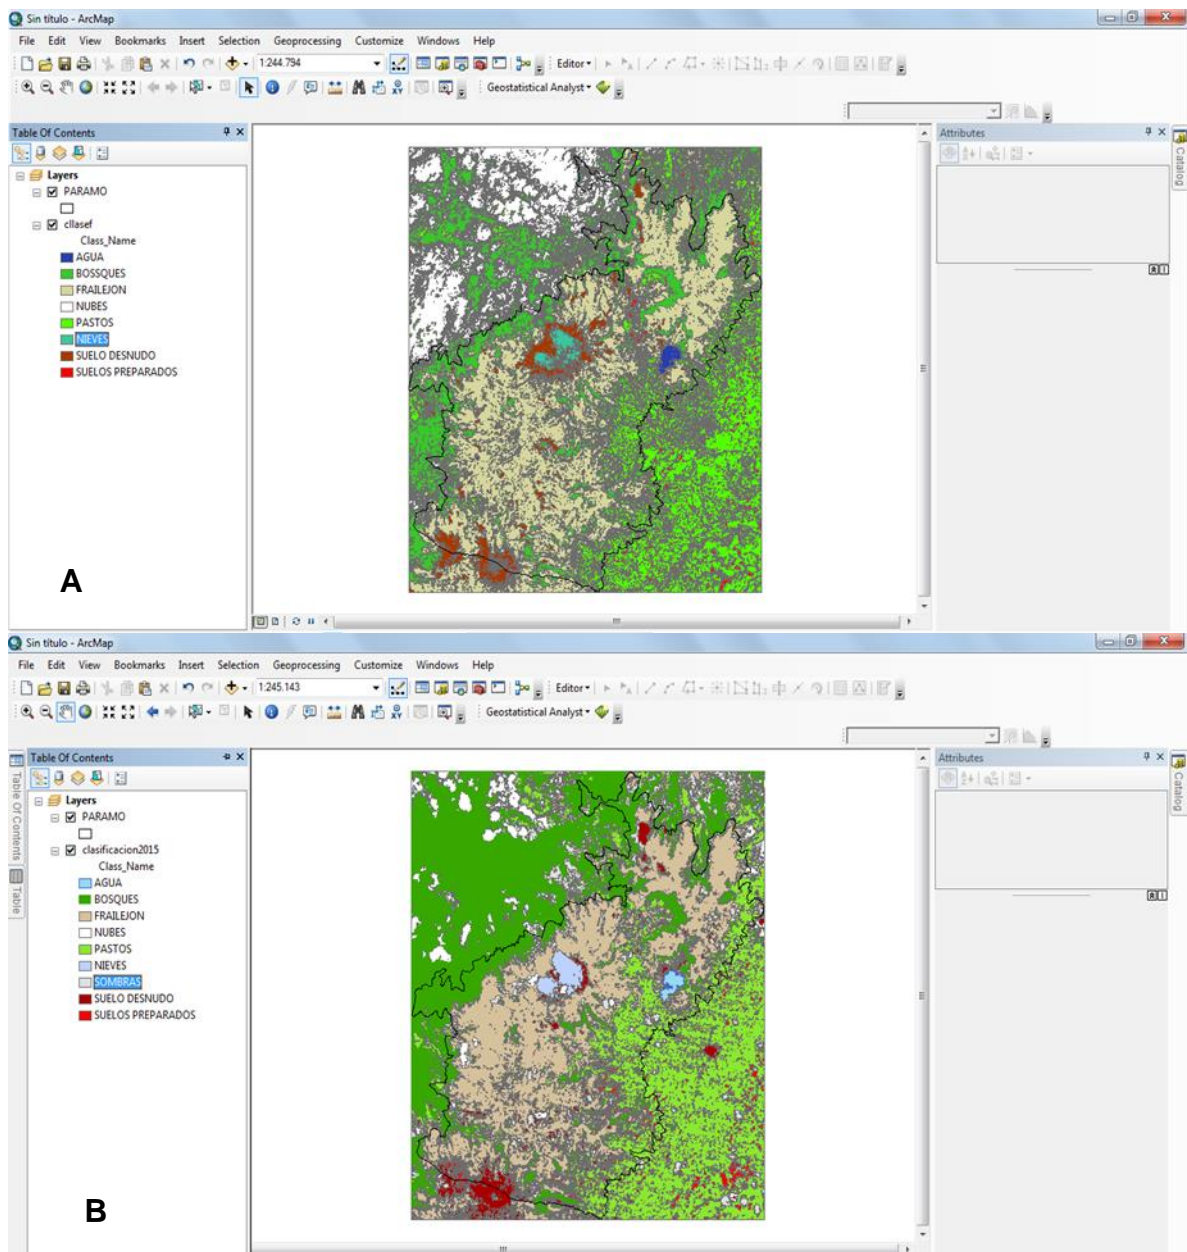 Sin título - ArcMap
File Edit View Bookmarks Insert Selection Geoprocessing Customize Windows Help
1:244.794 Editor
Geostatistical Analyst
Table Of Contents
Attributes
Catalog
Layers
PARAMO
cllasef
Class_Name
AGUA
BOSSQUES
FRAILEJON
NUBES
PASTOS
NIEVES
SUELO DESNUDO
SUELOS PREPARADOS
A
Sin título - ArcMap
File Edit View Bookmarks Insert Selection Geoprocessing Customize Windows Help
1:245.143 Editor
Geostatistical Analyst
Table Of Contents
Table
Table Of Contents
Attributes
Catalog
Layers
PARAMO
clasificacion2015
Class_Name
AGUA
BOSQUES
FRAILEJON
NUBES
PASTOS
NIEVES
SOMBRAS
SUELO DESNUDO
SUELOS PREPARADOS
B